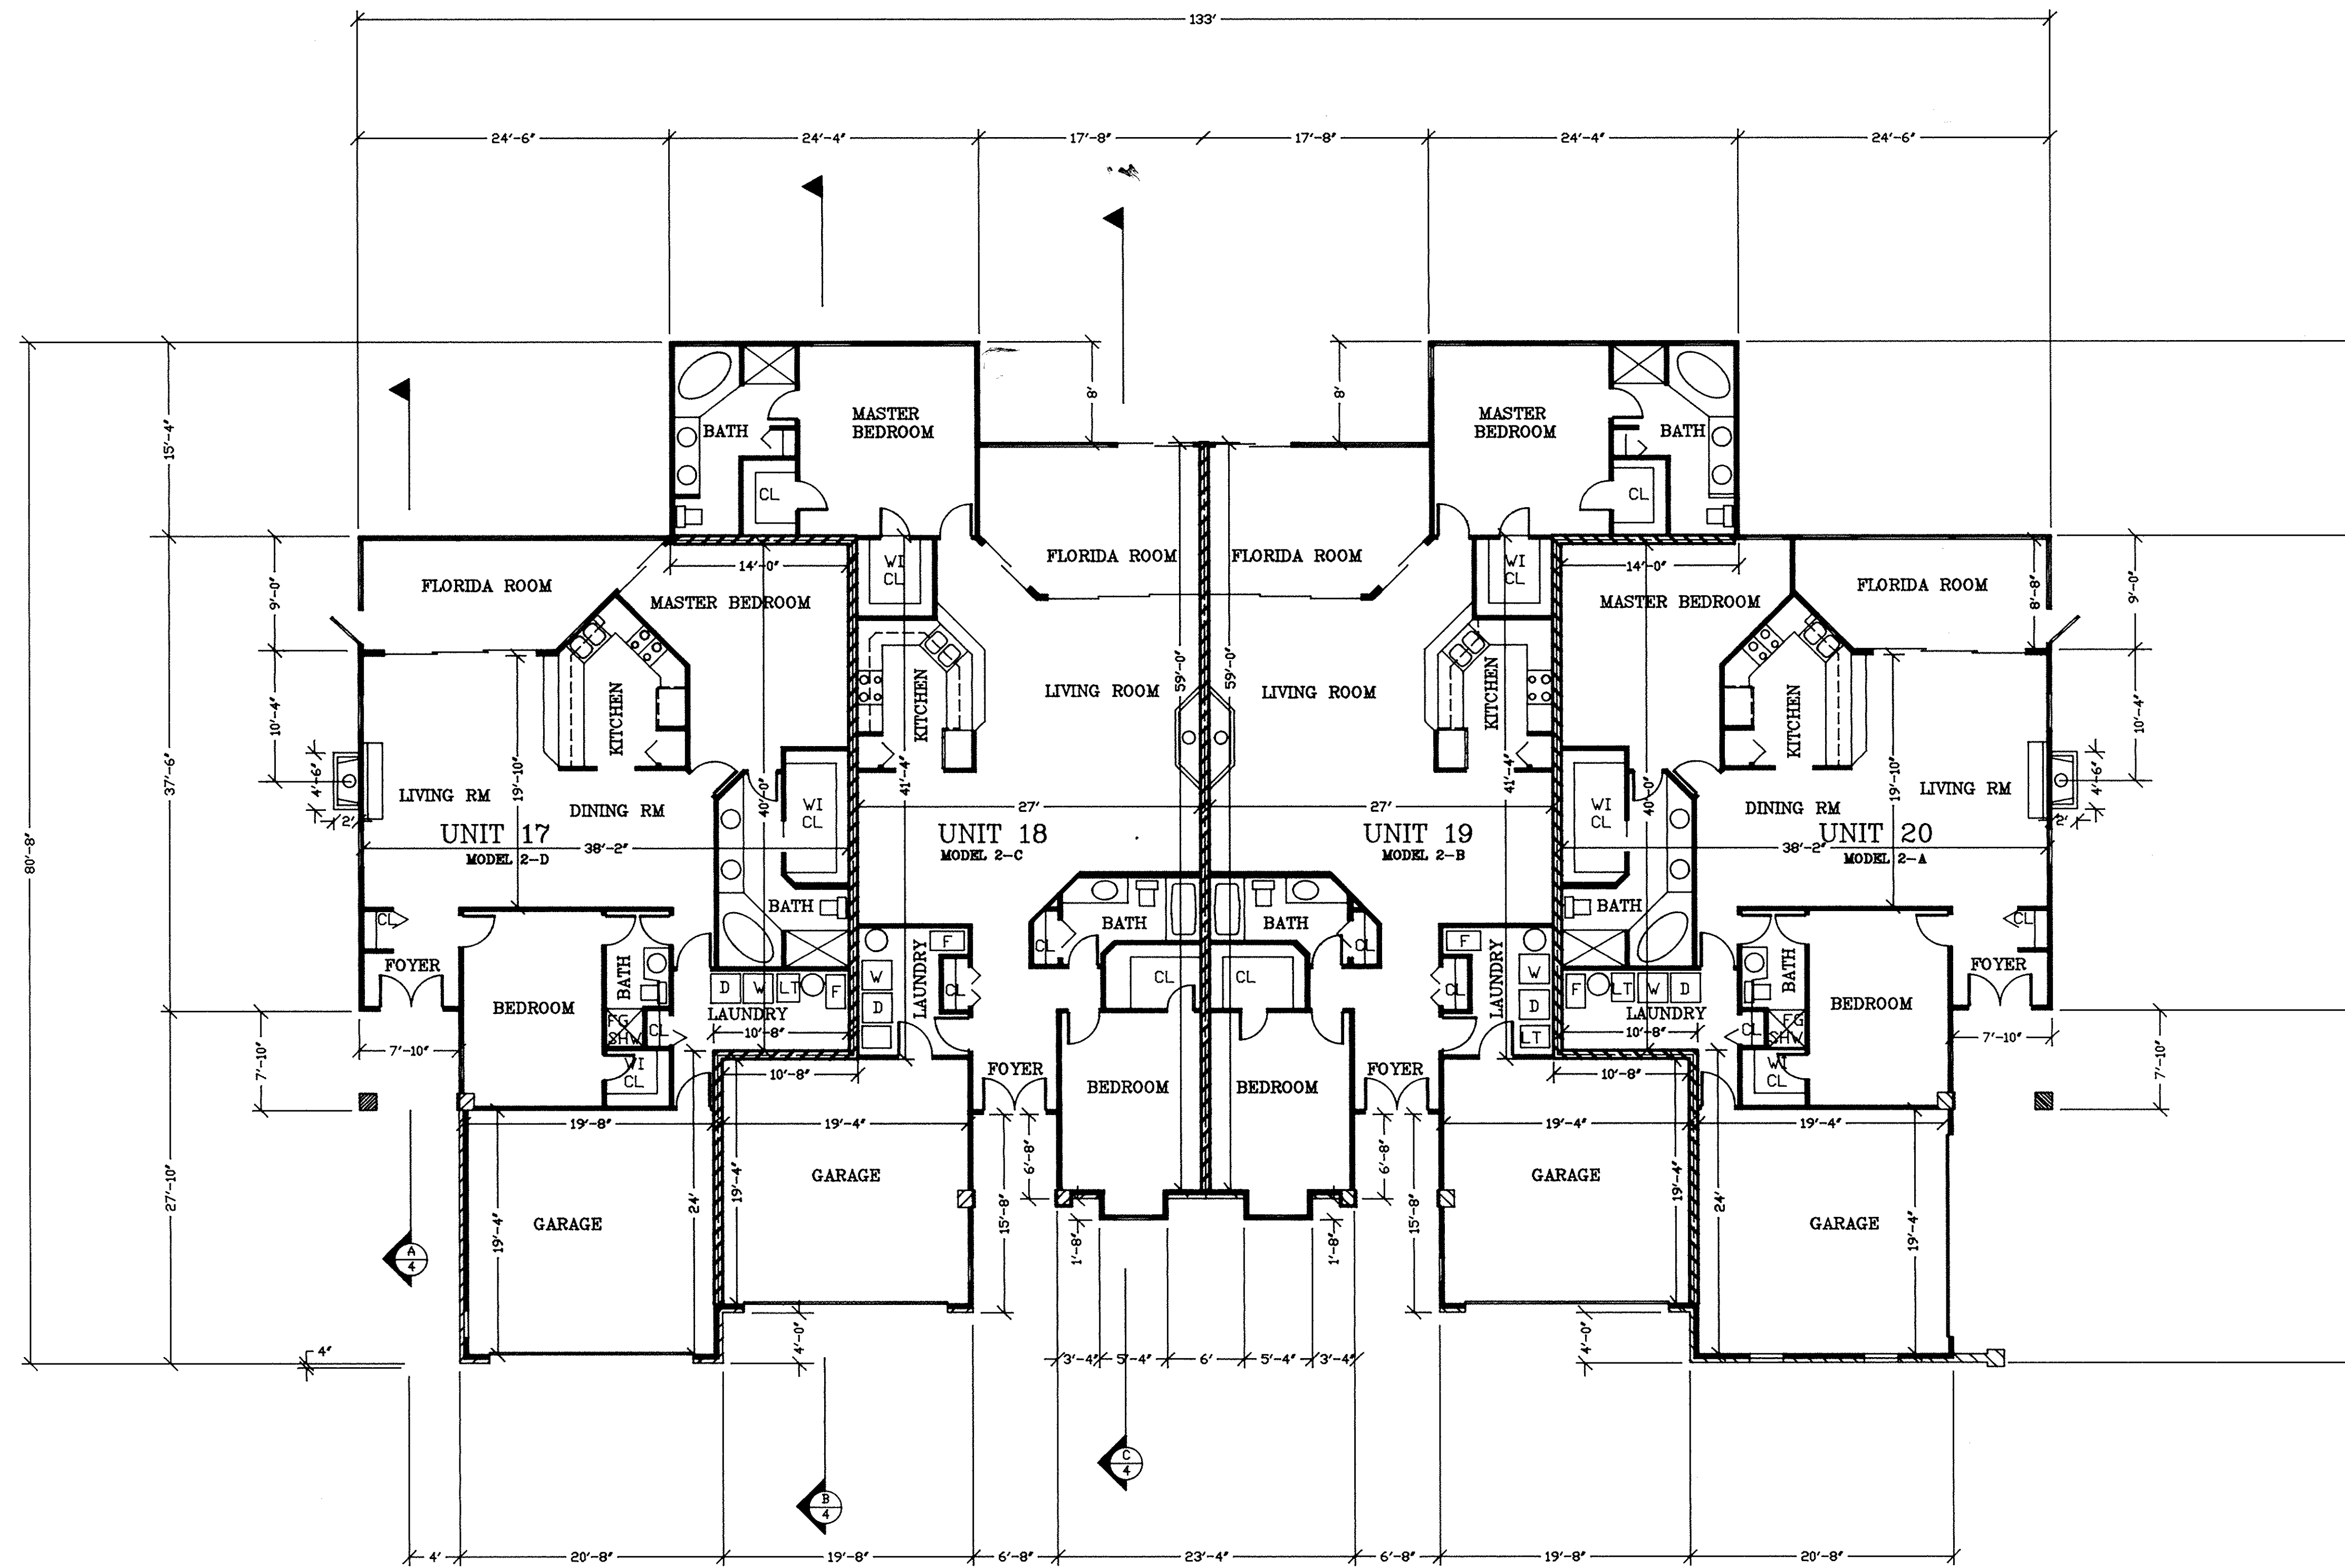 133'
24'-6"
24'-4"
17'-8"
17'-8"
24'-4"
24'-6"
8'
8'
15'-4"
37'-6"
27'-10"
80'-8"
9'-0"
10'-4"
4'-6"
2'
7'-10"
7'-10"
4"
FLORIDA ROOM
MASTER BEDROOM
14'-0"
KITCHEN
19'-10"
LIVING RM
DINING RM
UNIT 17
MODEL 2-D
38'-2"
40'-0"
WI
CL
BATH
CL
FOYER
BEDROOM
BATH
FG
SHW
CL
WI
CL
D
W
LT
F
LAUNDRY
10'-8"
19'-8"
19'-4"
24'
GARAGE
BATH
MASTER
BEDROOM
CL
WI
CL
FLORIDA ROOM
KITCHEN
LIVING ROOM
59'-0"
41'-4"
27'
UNIT 18
MODEL 2-C
BATH
CL
CL
F
W
D
LAUNDRY
CL
10'-8"
FOYER
BEDROOM
19'-4"
19'-4"
GARAGE
6'-8"
15'-8"
1'-8"
4'-0"
MASTER
BEDROOM
BATH
CL
WI
CL
FLORIDA ROOM
59'-0"
LIVING ROOM
KITCHEN
27'
41'-4"
UNIT 19
MODEL 2-B
BATH
CL
CL
F
W
D
LT
LAUNDRY
CL
10'-8"
BEDROOM
FOYER
19'-4"
19'-4"
GARAGE
6'-8"
15'-8"
1'-8"
4'-0"
3'-4"
5'-4"
6'
5'-4"
3'-4"
14'-0"
MASTER BEDROOM
FLORIDA ROOM
8'-8"
9'-0"
10'-4"
KITCHEN
19'-10"
DINING RM
LIVING RM
4'-6"
2'
UNIT 20
MODEL 2-A
38'-2"
40'-0"
WI
CL
BATH
CL
FOYER
F
LT
W
D
LAUNDRY
10'-8"
BATH
BEDROOM
CL
FG
SHW
WI
CL
7'-10"
7'-10"
19'-4"
24'
19'-4"
GARAGE
A
4
B
4
C
4
4'
20'-8"
19'-8"
6'-8"
23'-4"
6'-8"
19'-8"
20'-8"